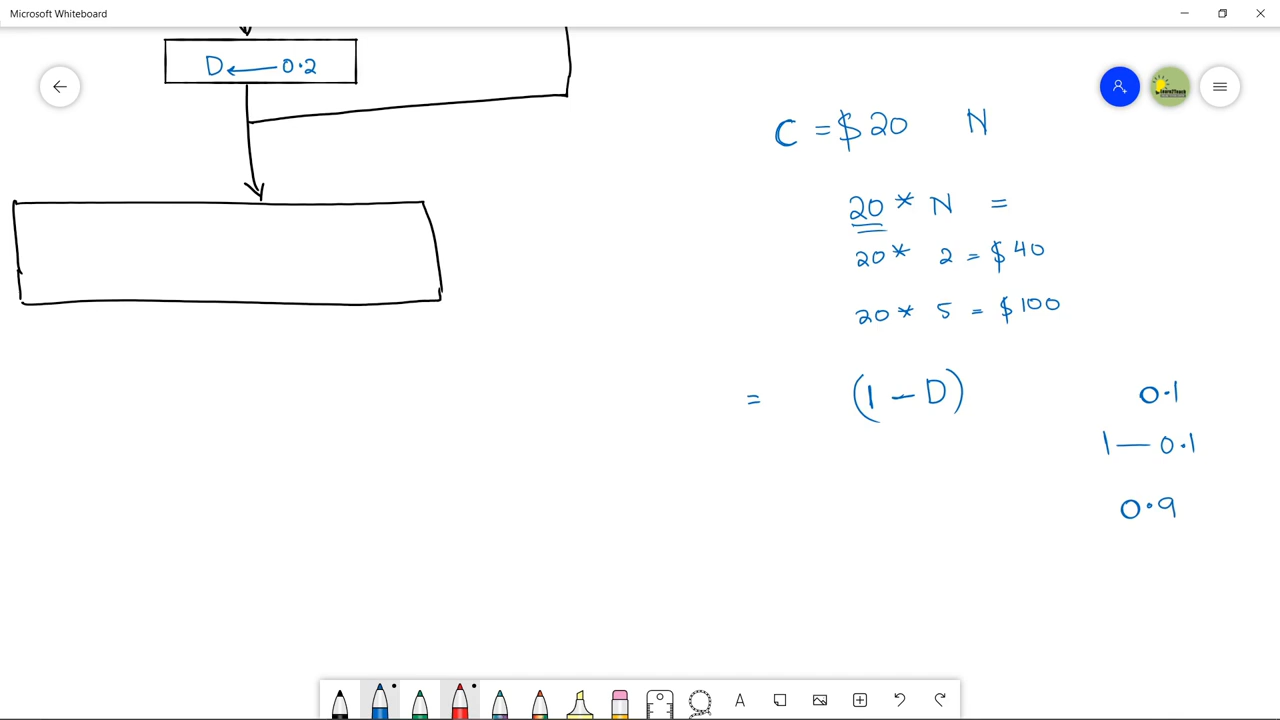 Microsoft Whiteboard
D ← 0.2
C = $20 N
20 * N =
20 * 2 = $40
20 * 5 = $100
= (1 - D)
0.1
1 — 0.1
0.9
A